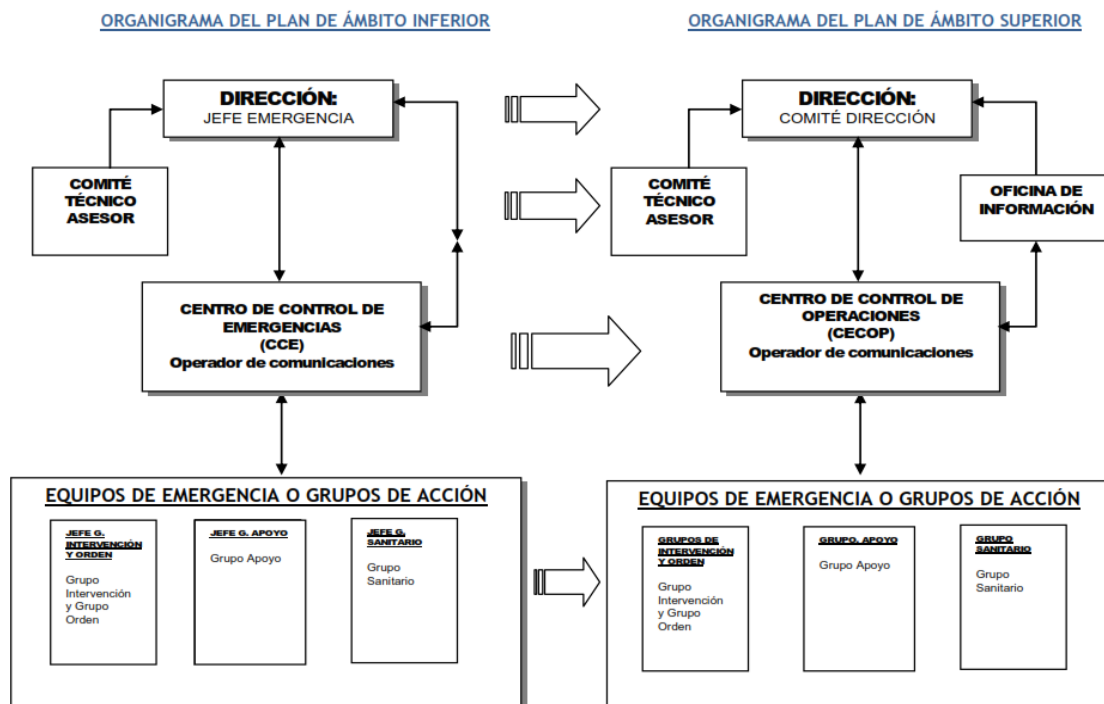 ORGANIGRAMA DEL PLAN DE ÁMBITO INFERIOR
DIRECCIÓN:
JEFE EMERGENCIA
COMITÉ
TÉCNICO
ASESOR
CENTRO DE CONTROL DE
EMERGENCIAS
(CCE)
Operador de comunicaciones
EQUIPOS DE EMERGENCIA O GRUPOS DE ACCIÓN
JEFE G.
INTERVENCIÓN
Y ORDEN
Grupo
Intervención
y Grupo
Orden
JEFE G. APOYO
Grupo Apoyo
JEFE G.
SANITARIO
Grupo
Sanitario
ORGANIGRAMA DEL PLAN DE ÁMBITO SUPERIOR
DIRECCIÓN:
COMITÉ DIRECCIÓN
COMITÉ
TÉCNICO
ASESOR
OFICINA DE
INFORMACIÓN
CENTRO DE CONTROL DE
OPERACIONES
(CECOP)
Operador de comunicaciones
EQUIPOS DE EMERGENCIA O GRUPOS DE ACCIÓN
GRUPOS DE
INTERVENCIÓN
Y ORDEN
Grupo
Intervención
y Grupo
Orden
GRUPO. APOYO
Grupo Apoyo
GRUPO
SANITARIO
Grupo
Sanitario